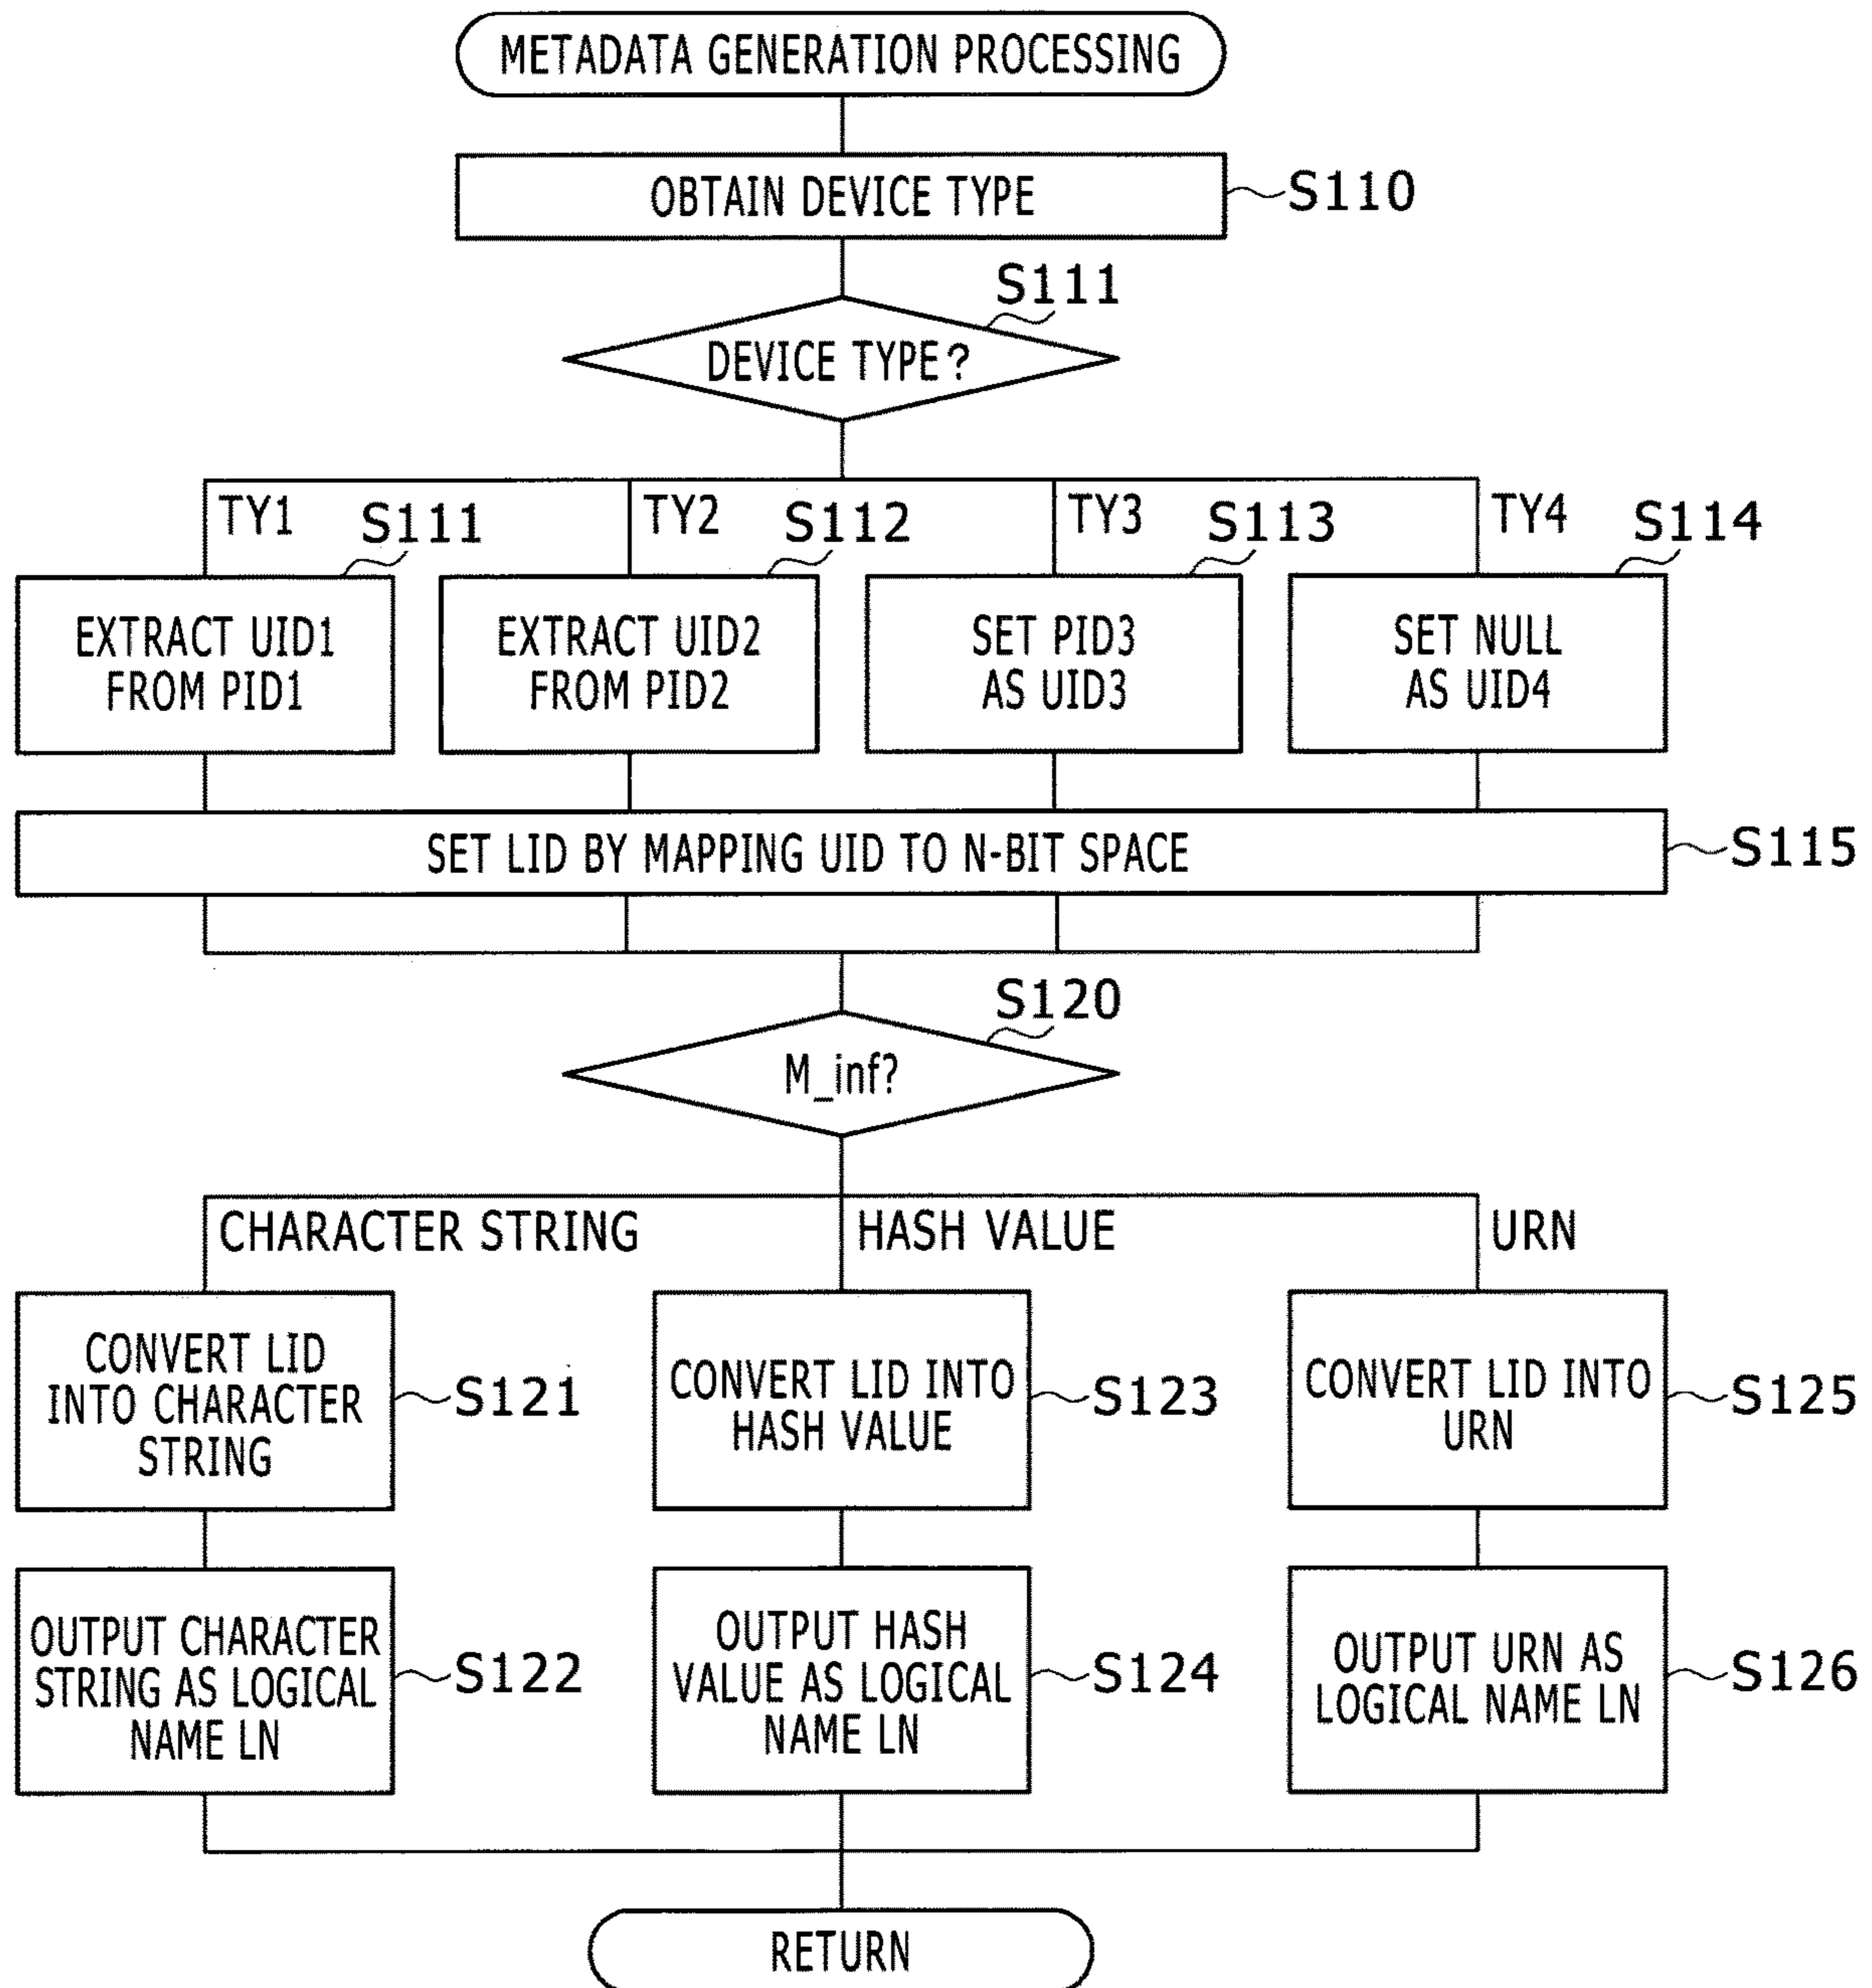 METADATA GENERATION PROCESSING
OBTAIN DEVICE TYPE
S110
S111
DEVICE TYPE?
TY1
S111
TY2
S112
TY3
S113
TY4
S114
EXTRACT UID1
FROM PID1
EXTRACT UID2
FROM PID2
SET PID3
AS UID3
SET NULL
AS UID4
SET LID BY MAPPING UID TO N-BIT SPACE
S115
S120
M_inf?
CHARACTER STRING
HASH VALUE
URN
CONVERT LID
INTO CHARACTER
STRING
S121
CONVERT LID INTO
HASH VALUE
S123
CONVERT LID INTO
URN
S125
OUTPUT CHARACTER
STRING AS LOGICAL
NAME LN
S122
OUTPUT HASH
VALUE AS LOGICAL
NAME LN
S124
OUTPUT URN AS
LOGICAL NAME LN
S126
RETURN